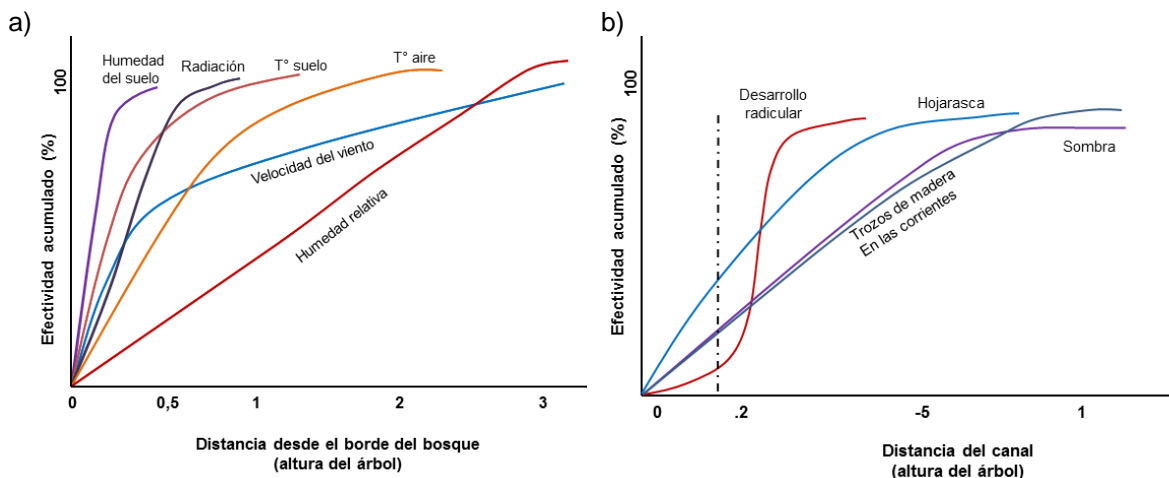 a)
Efectividad acumulado (%)
100
Humedad
del suelo
Radiación
T° suelo
T° aire
Velocidad del viento
Humedad relativa
0
0,5
1
2
3
Distancia desde el borde del bosque
(altura del árbol)
b)
Efectividad acumulado (%)
100
Desarrollo
radicular
Hojarasca
Sombra
Trozos de madera
En las corrientes
0
.2
-5
1
Distancia del canal
(altura del árbol)